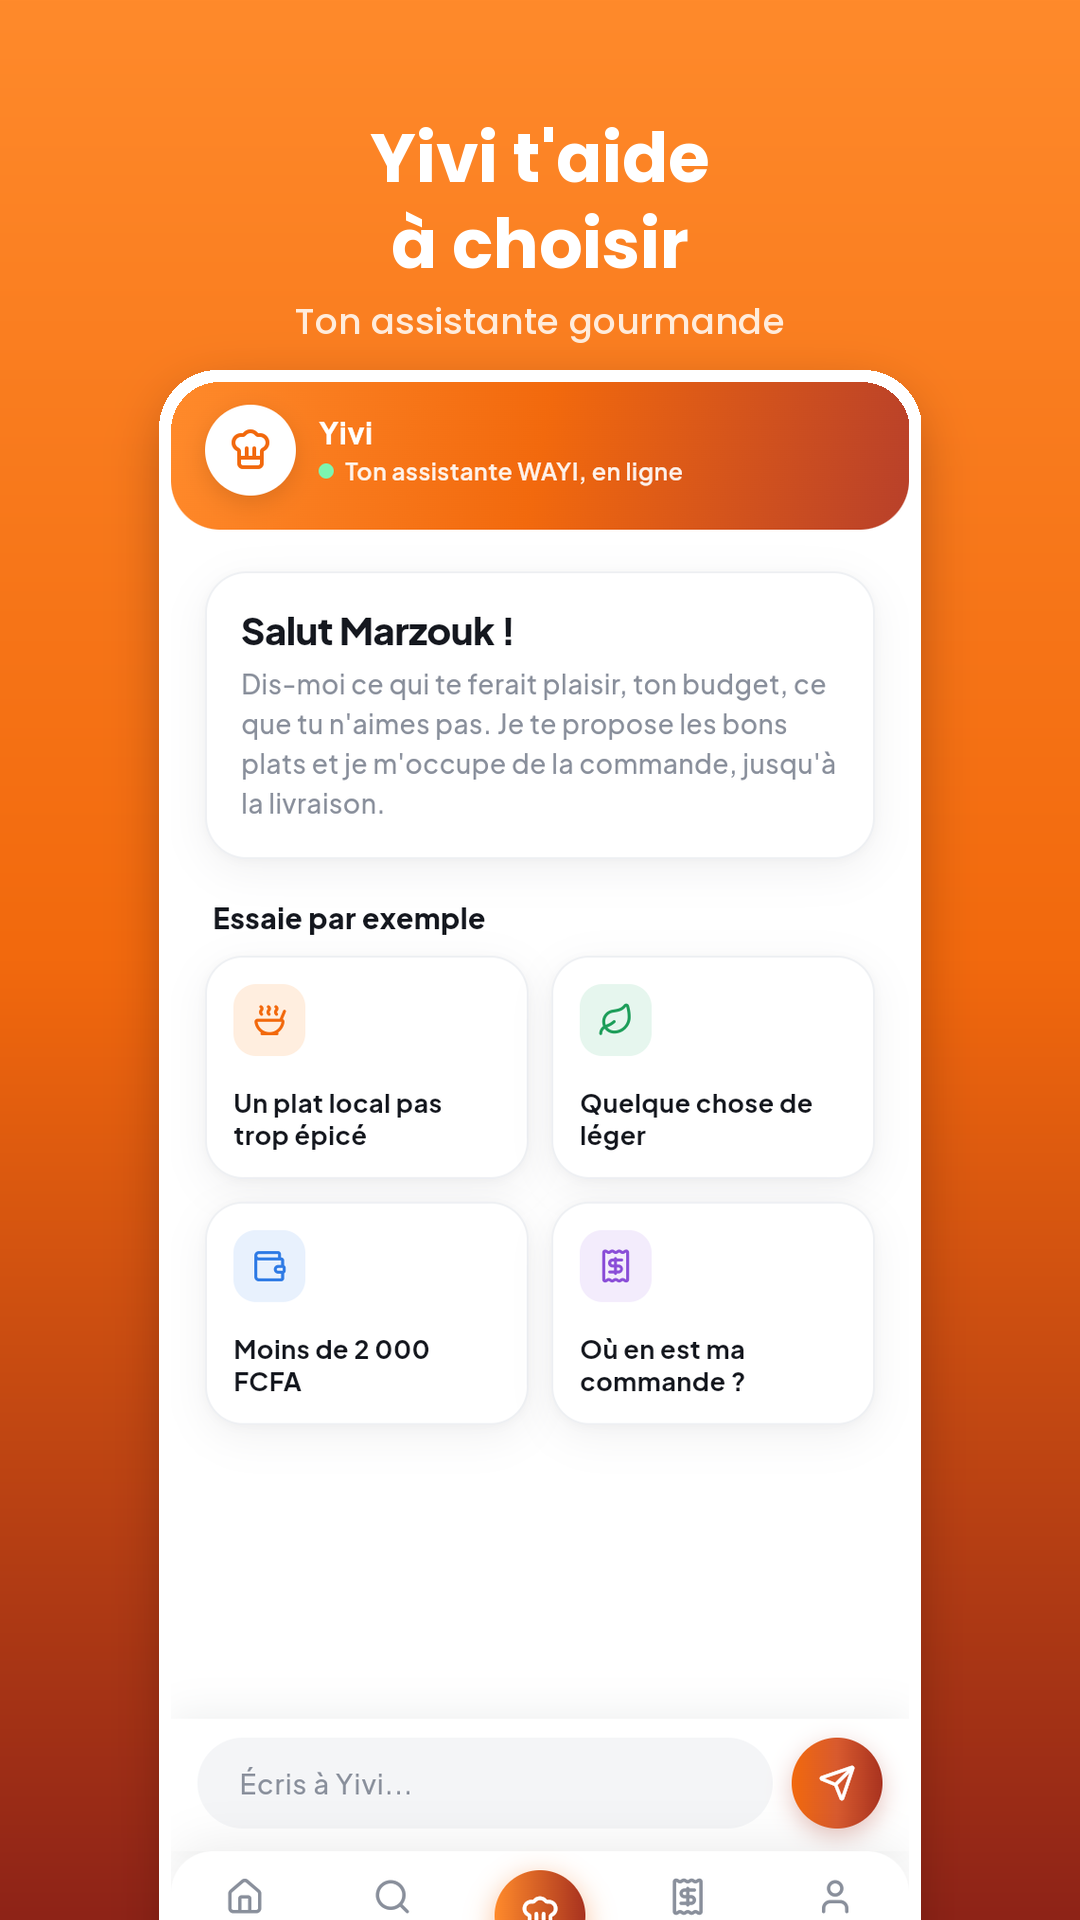 Yivi t'aide
à choisir
Ton assistante gourmande
Yivi
Ton assistante WAYI, en ligne
Salut Marzouk !
Dis-moi ce qui te ferait plaisir, ton budget, ce
que tu n'aimes pas. Je te propose les bons
plats et je m'occupe de la commande, jusqu'à
la livraison.
Essaie par exemple
Un plat local pas
trop épicé
Quelque chose de
léger
Moins de 2 000
FCFA
Où en est ma
commande ?
Écris à Yivi...